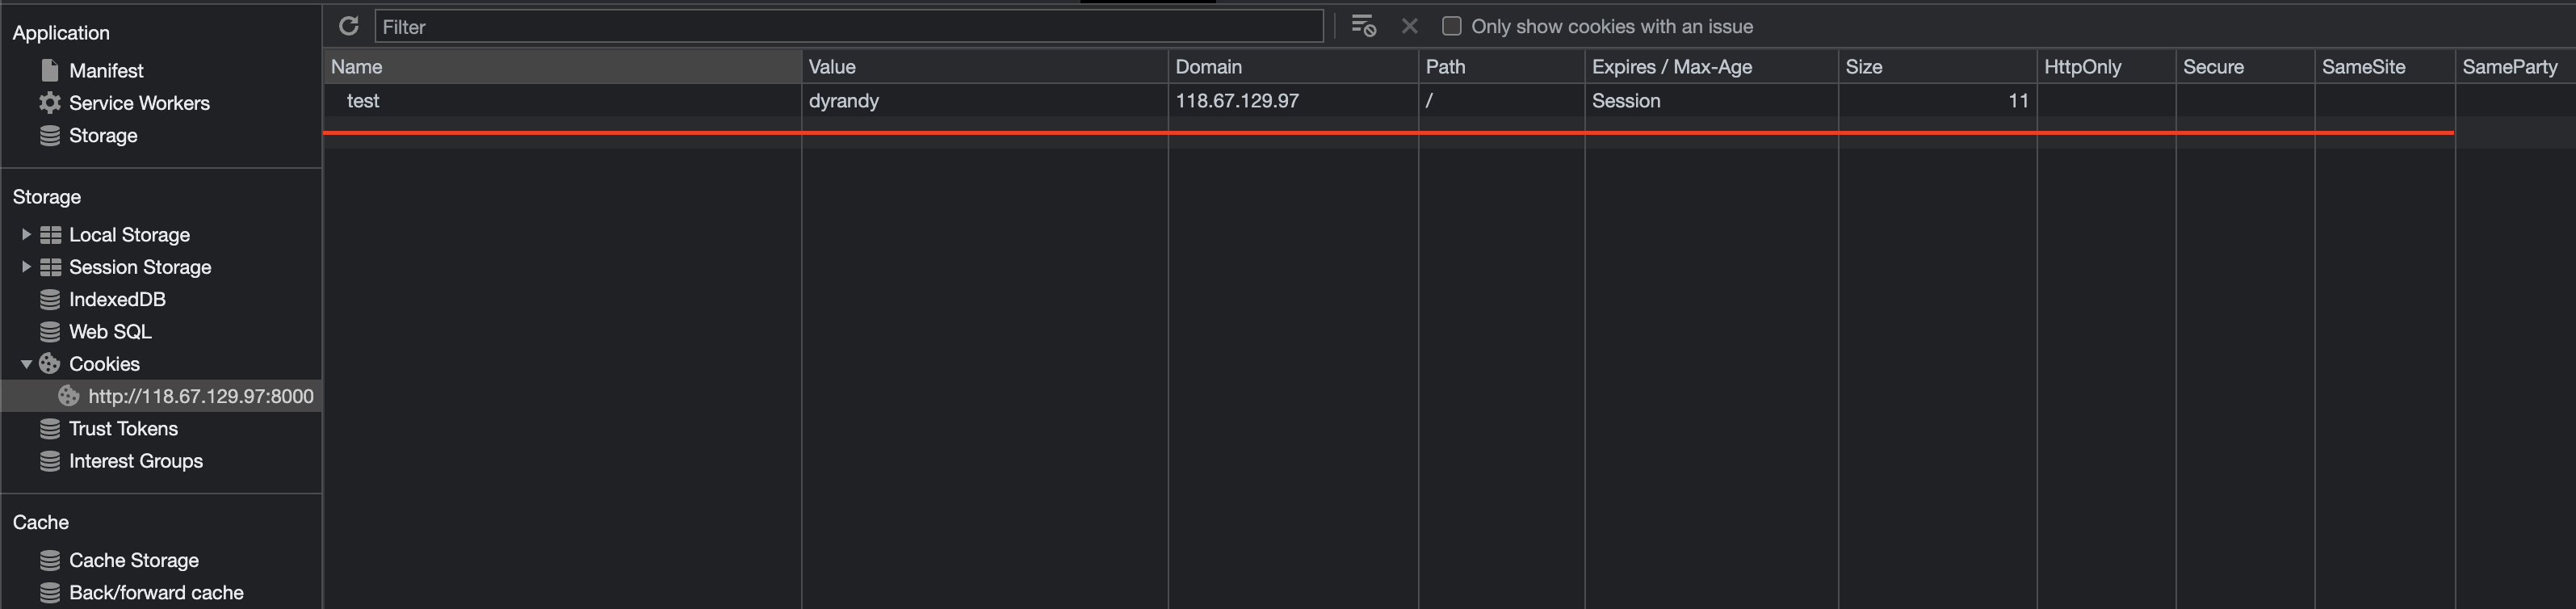 Application
Manifest
Service Workers
Storage
Storage
Local Storage
Session Storage
IndexedDB
Web SQL
Cookies
http://118.67.129.97:8000
Trust Tokens
Interest Groups
Cache
Cache Storage
Back/forward cache
Filter
Only show cookies with an issue
Name Value Domain Path Expires / Max-Age Size HttpOnly Secure SameSite SameParty
test dyrandy 118.67.129.97 / Session 11